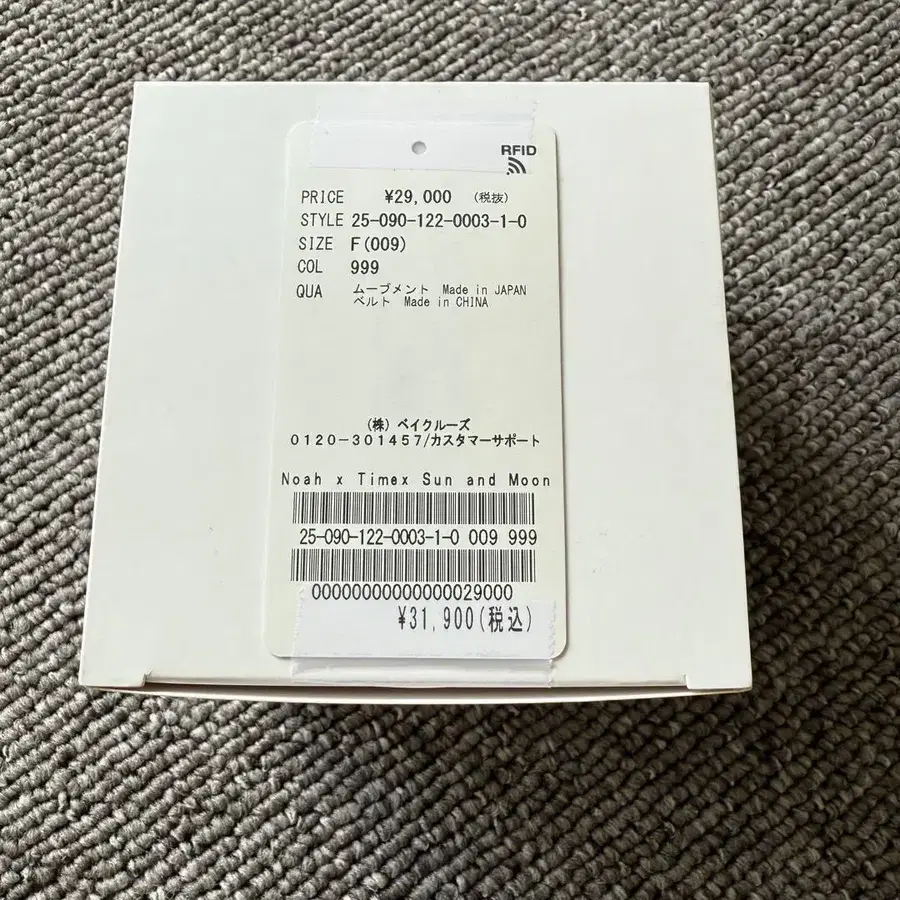 RFID
PRICE ¥29,000 (税抜)
STYLE 25-090-122-0003-1-0
SIZE F(009)
COL 999
QUA ムーブメント Made in JAPAN
ベルト Made in CHINA
(株) ベイクルーズ
0120-301457/カスタマーサポート
Noah x Timex Sun and Moon
25-090-122-0003-1-0 009 999
00000000000000029000
¥31,900(税込)